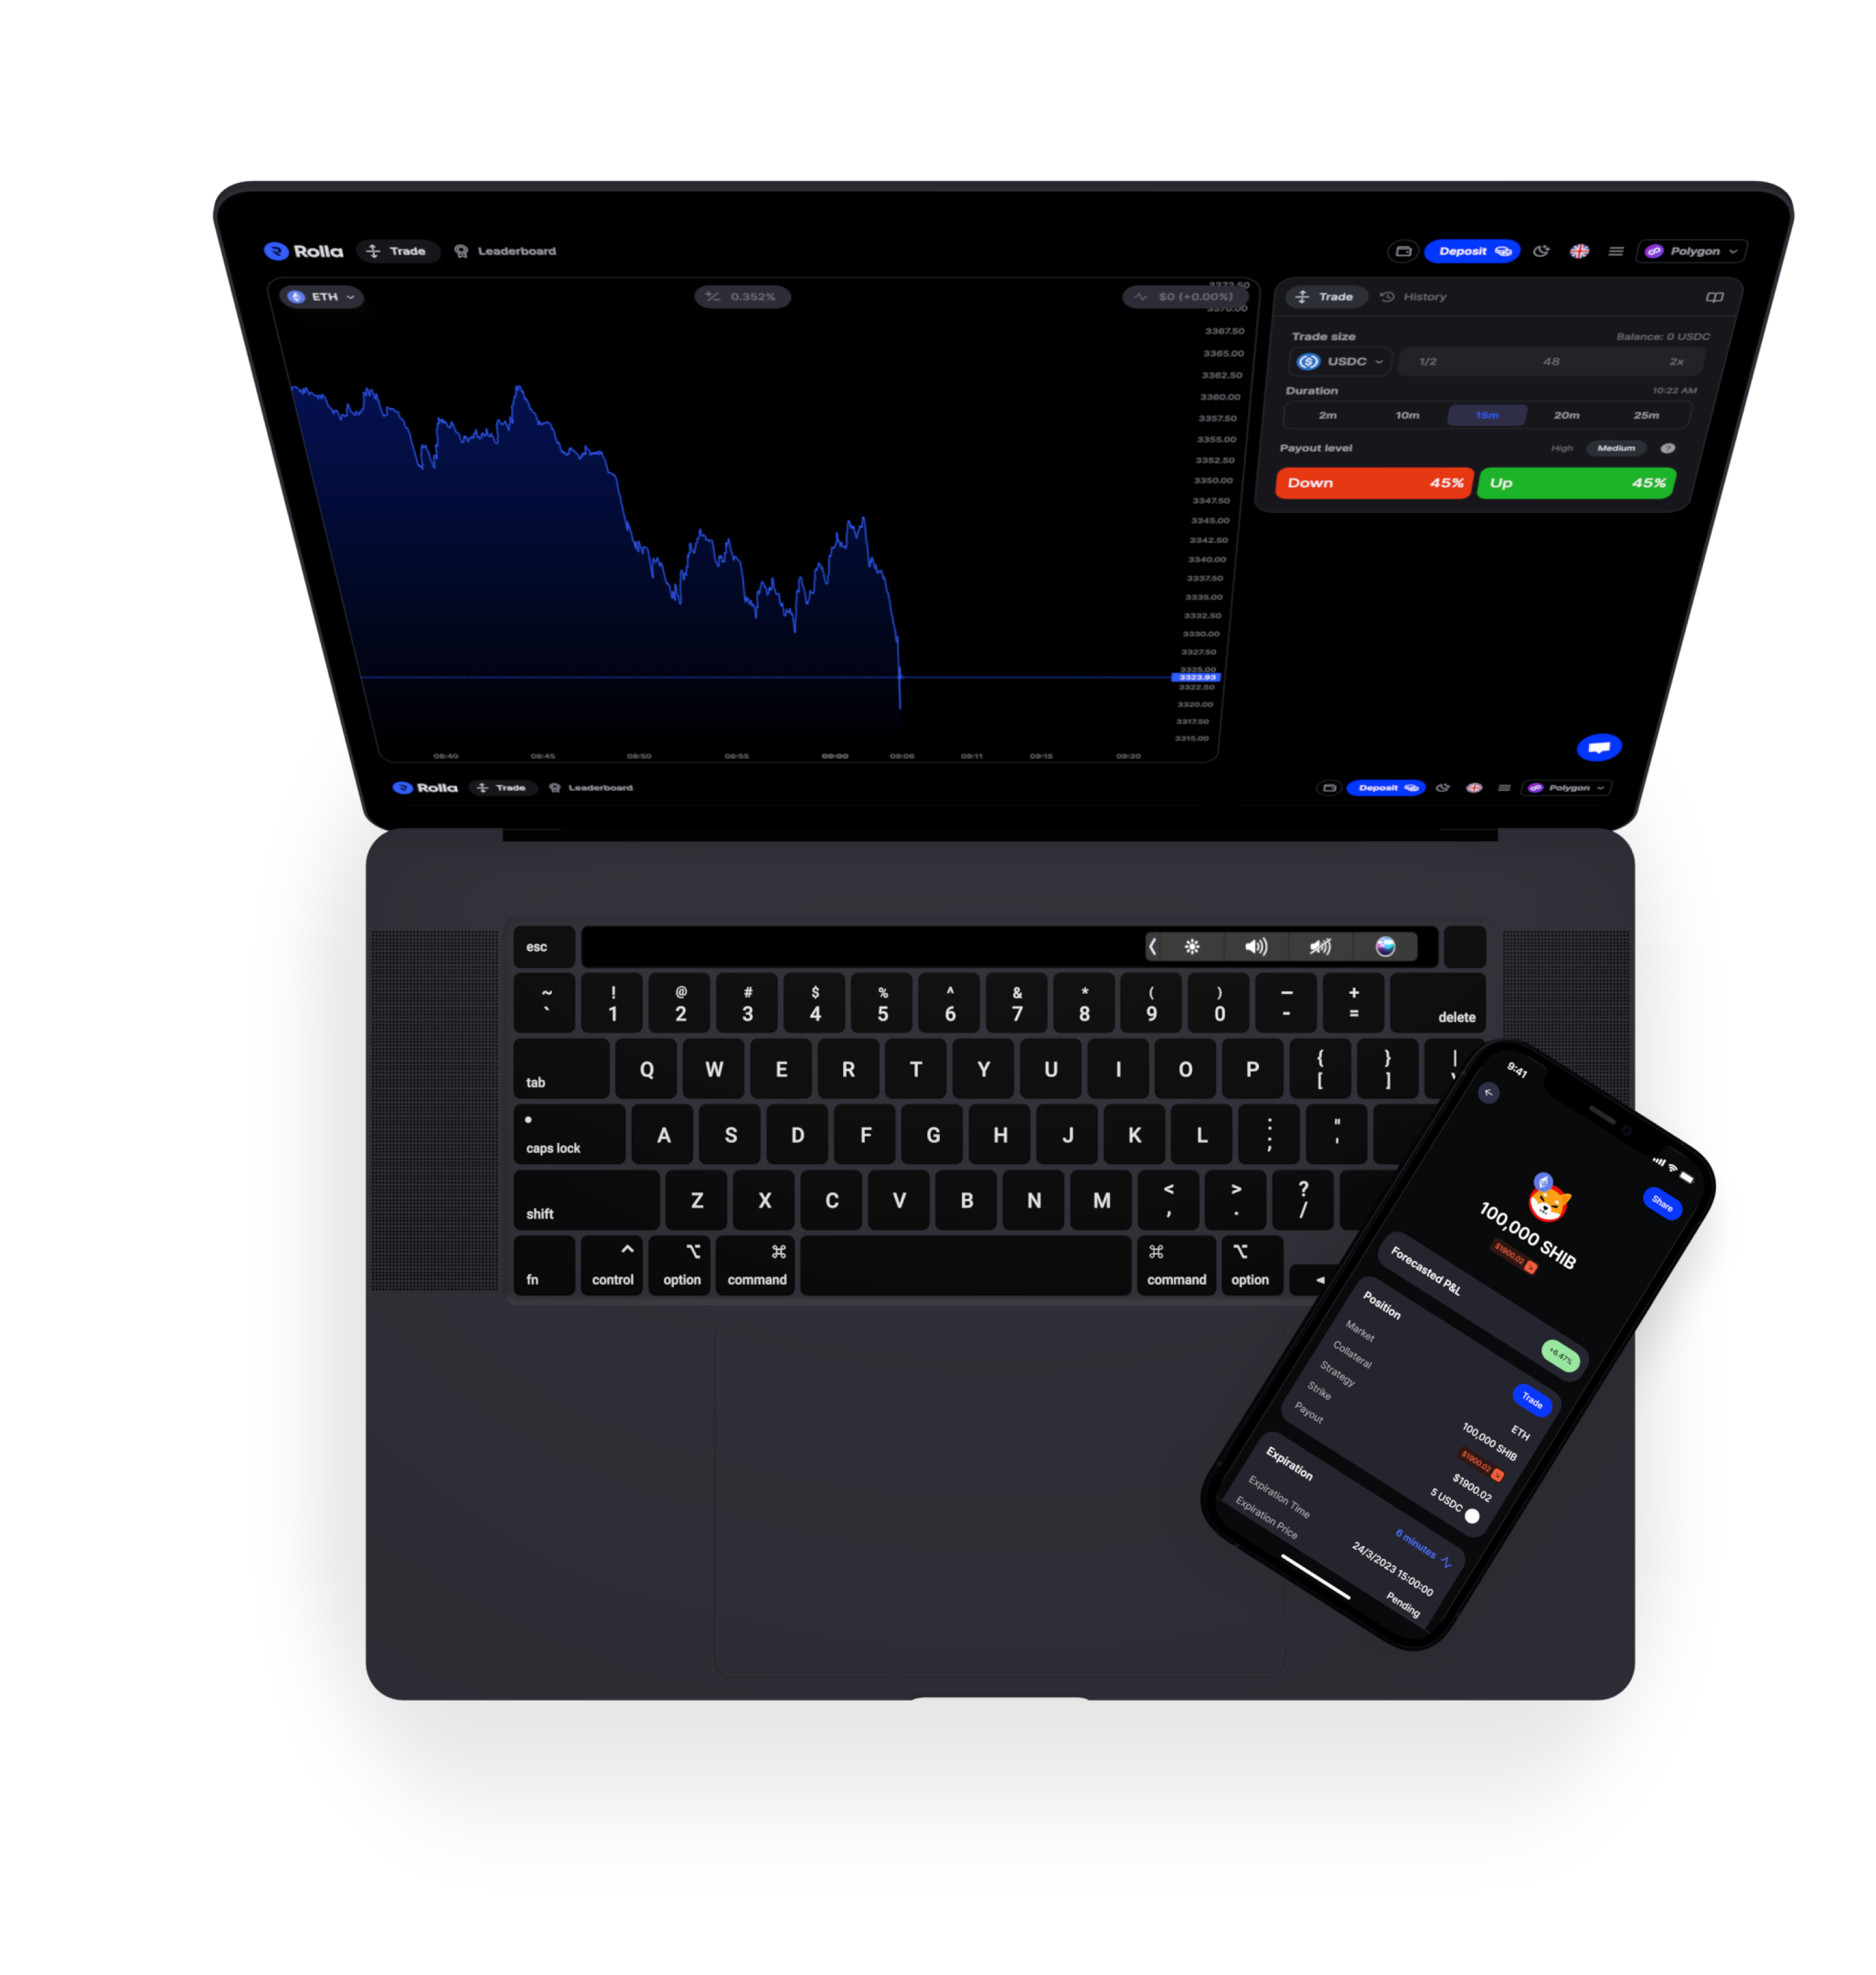 Rolla Trade Leaderboard Deposit Polygon
ETH 0.352% $0 (+0.00%)
3372.50
3370.00
3367.50
3365.00
3362.50
3360.00
3357.50
3355.00
3352.50
3350.00
3347.50
3345.00
3342.50
3340.00
3337.50
3335.00
3332.50
3330.00
3327.50
3325.00
3323.93
3322.50
3320.00
3317.50
3315.00
08:40 08:45 08:50 08:55 09:00 09:06 09:11 09:15 09:20
Trade History
Trade size Balance: 0 USDC
USDC 1/2 48 2x
Duration 10:22 AM
2m 10m 15m 20m 25m
Payout level High Medium ?
Down 45% Up 45%
Rolla Trade Leaderboard Deposit Polygon
esc
~ ! @ # $ % ^ & * ( ) — +
` 1 2 3 4 5 6 7 8 9 0 - = delete
tab Q W E R T Y U I O P { [ } ] |
caps lock A S D F G H J K L : ; " '
shift Z X C V B N M < , > . ? /
fn control option command command option
9:41
Share
100,000 SHIB
$1900.02
Forecasted P&L +6.47%
Position Trade
Market ETH
Collateral 100,000 SHIB
Strategy $1900.02
Strike $1900.02
Payout 5 USDC
Expiration 6 minutes
Expiration Time 24/3/2023 15:00:00
Expiration Price Pending